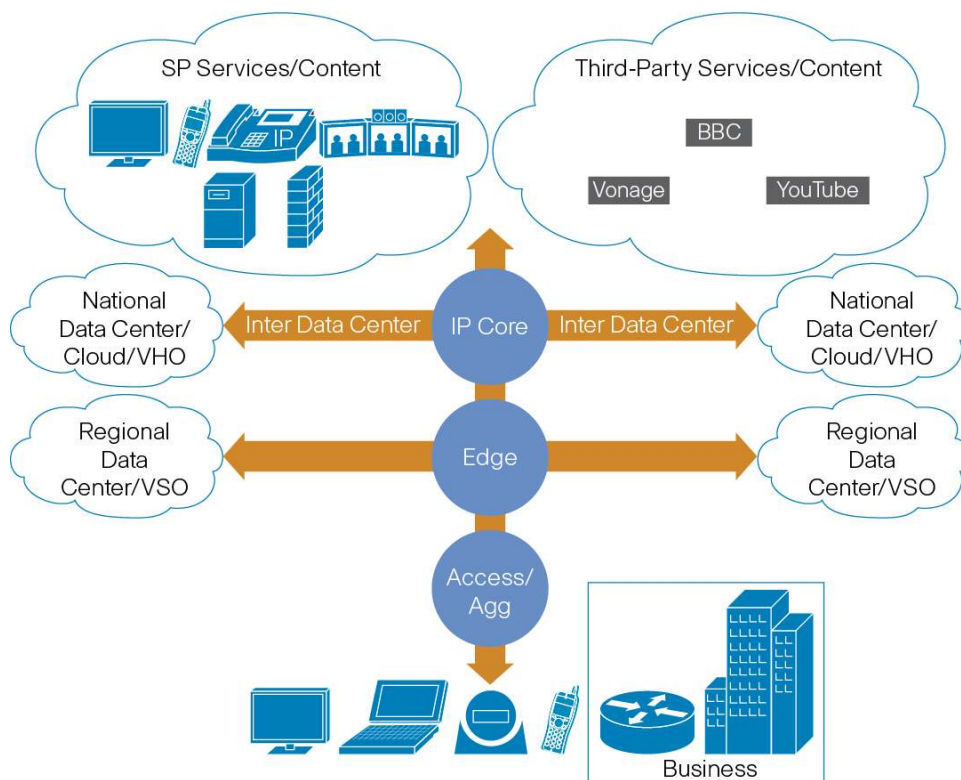 SP Services/Content
Third-Party Services/Content
IP
BBC
Vonage
YouTube
National
Data Center/
Cloud/VHO
Inter Data Center
IP Core
Inter Data Center
National
Data Center/
Cloud/VHO
Regional
Data
Center/VSO
Edge
Regional
Data
Center/VSO
Access/
Agg
Business